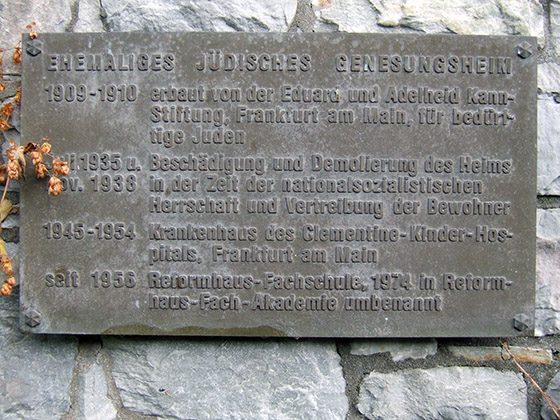 EHEMALIGES JÜDISCHES GENESUNGSHEIM
1909-1910 erbaut von der Eduard und Adelheid Kann-
Stiftung, Frankfurt am Main, für bedürf-
tige Juden
1935 u. Beschädigung und Demolierung des Heims
1938 in der Zeit der nationalsozialistischen
Herrschaft und Vertreibung der Bewohner
1945-1954 Krankenhaus des Clementine-Kinder-Hos-
pitals, Frankfurt am Main
seit 1956 Reformhaus-Fachschule, 1974 in Reform-
haus-Fach-Akademie umbenannt